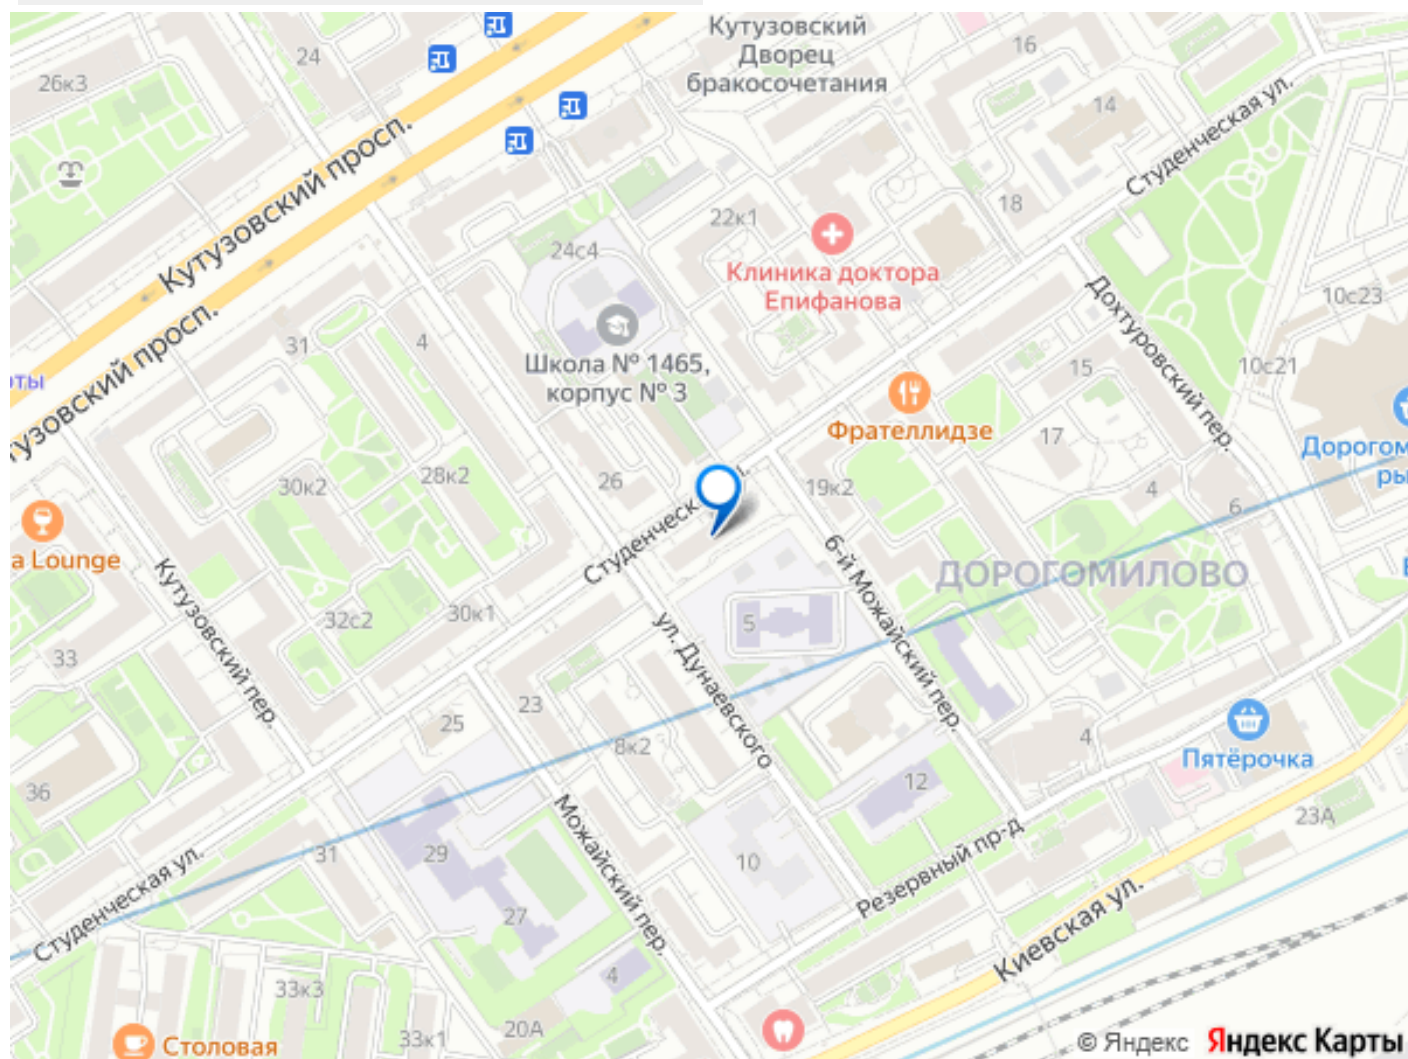 Кутузовский
Дворец
бракосочетания
24
16
26к3
14
Студенческая ул.
Кутузовский просп.
22к1
18
24с4
Клиника доктора
Епифанова
Дохтуровский пер.
10с23
31
4
Школа № 1465,
корпус № 3
15
10с21
Фрателлидзе
17
28к2
30к2
26
19к2
4
6
Студенческ
6-й Можайский пер.
ДОРОГОМИЛОВО
a Lounge
Кутузовский пер.
32с2
30к1
5
ул. Дунаевского
33
23
25
8к2
4
Пятёрочка
36
12
23А
Студенческая ул.
31
29
Можайский пер.
10
Резервный пр-д
27
Киевская ул.
33к3
4
20А
33к1
Столовая
© Яндекс Яндекс Карты